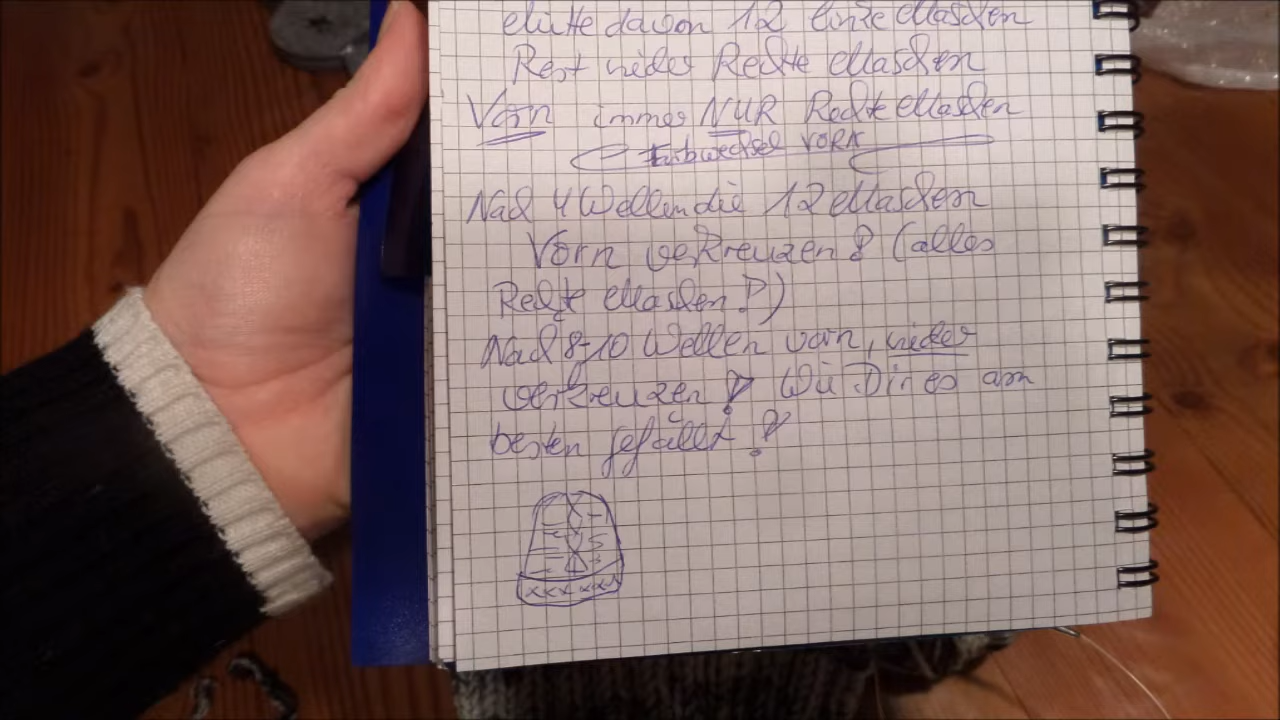 Mitte davon 12 linke Maschen
Rest wieder Rechte Maschen
Vorn immer NUR Rechte Maschen
Farbwechsel VORN
Nach 4 Wellen die 12 Maschen
Vorn verkreuzen! (alles
Rechte Maschen!)
Nach 8-10 Wellen vorn, wieder
verkreuzen! Wie Dir es am
besten gefällt!